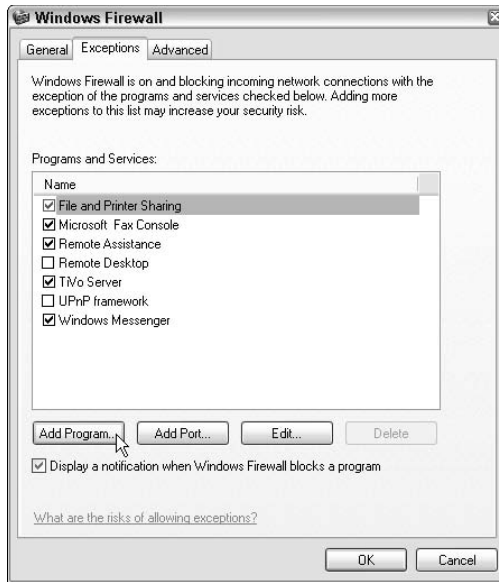 Windows Firewall
General Exceptions Advanced
Windows Firewall is on and blocking incoming network connections with the
exception of the programs and services checked below. Adding more
exceptions to this list may increase your security risk.
Programs and Services:
Name
File and Printer Sharing
Microsoft Fax Console
Remote Assistance
Remote Desktop
TiVo Server
UPnP framework
Windows Messenger
Add Program... Add Port... Edit... Delete
Display a notification when Windows Firewall blocks a program
What are the risks of allowing exceptions?
OK Cancel